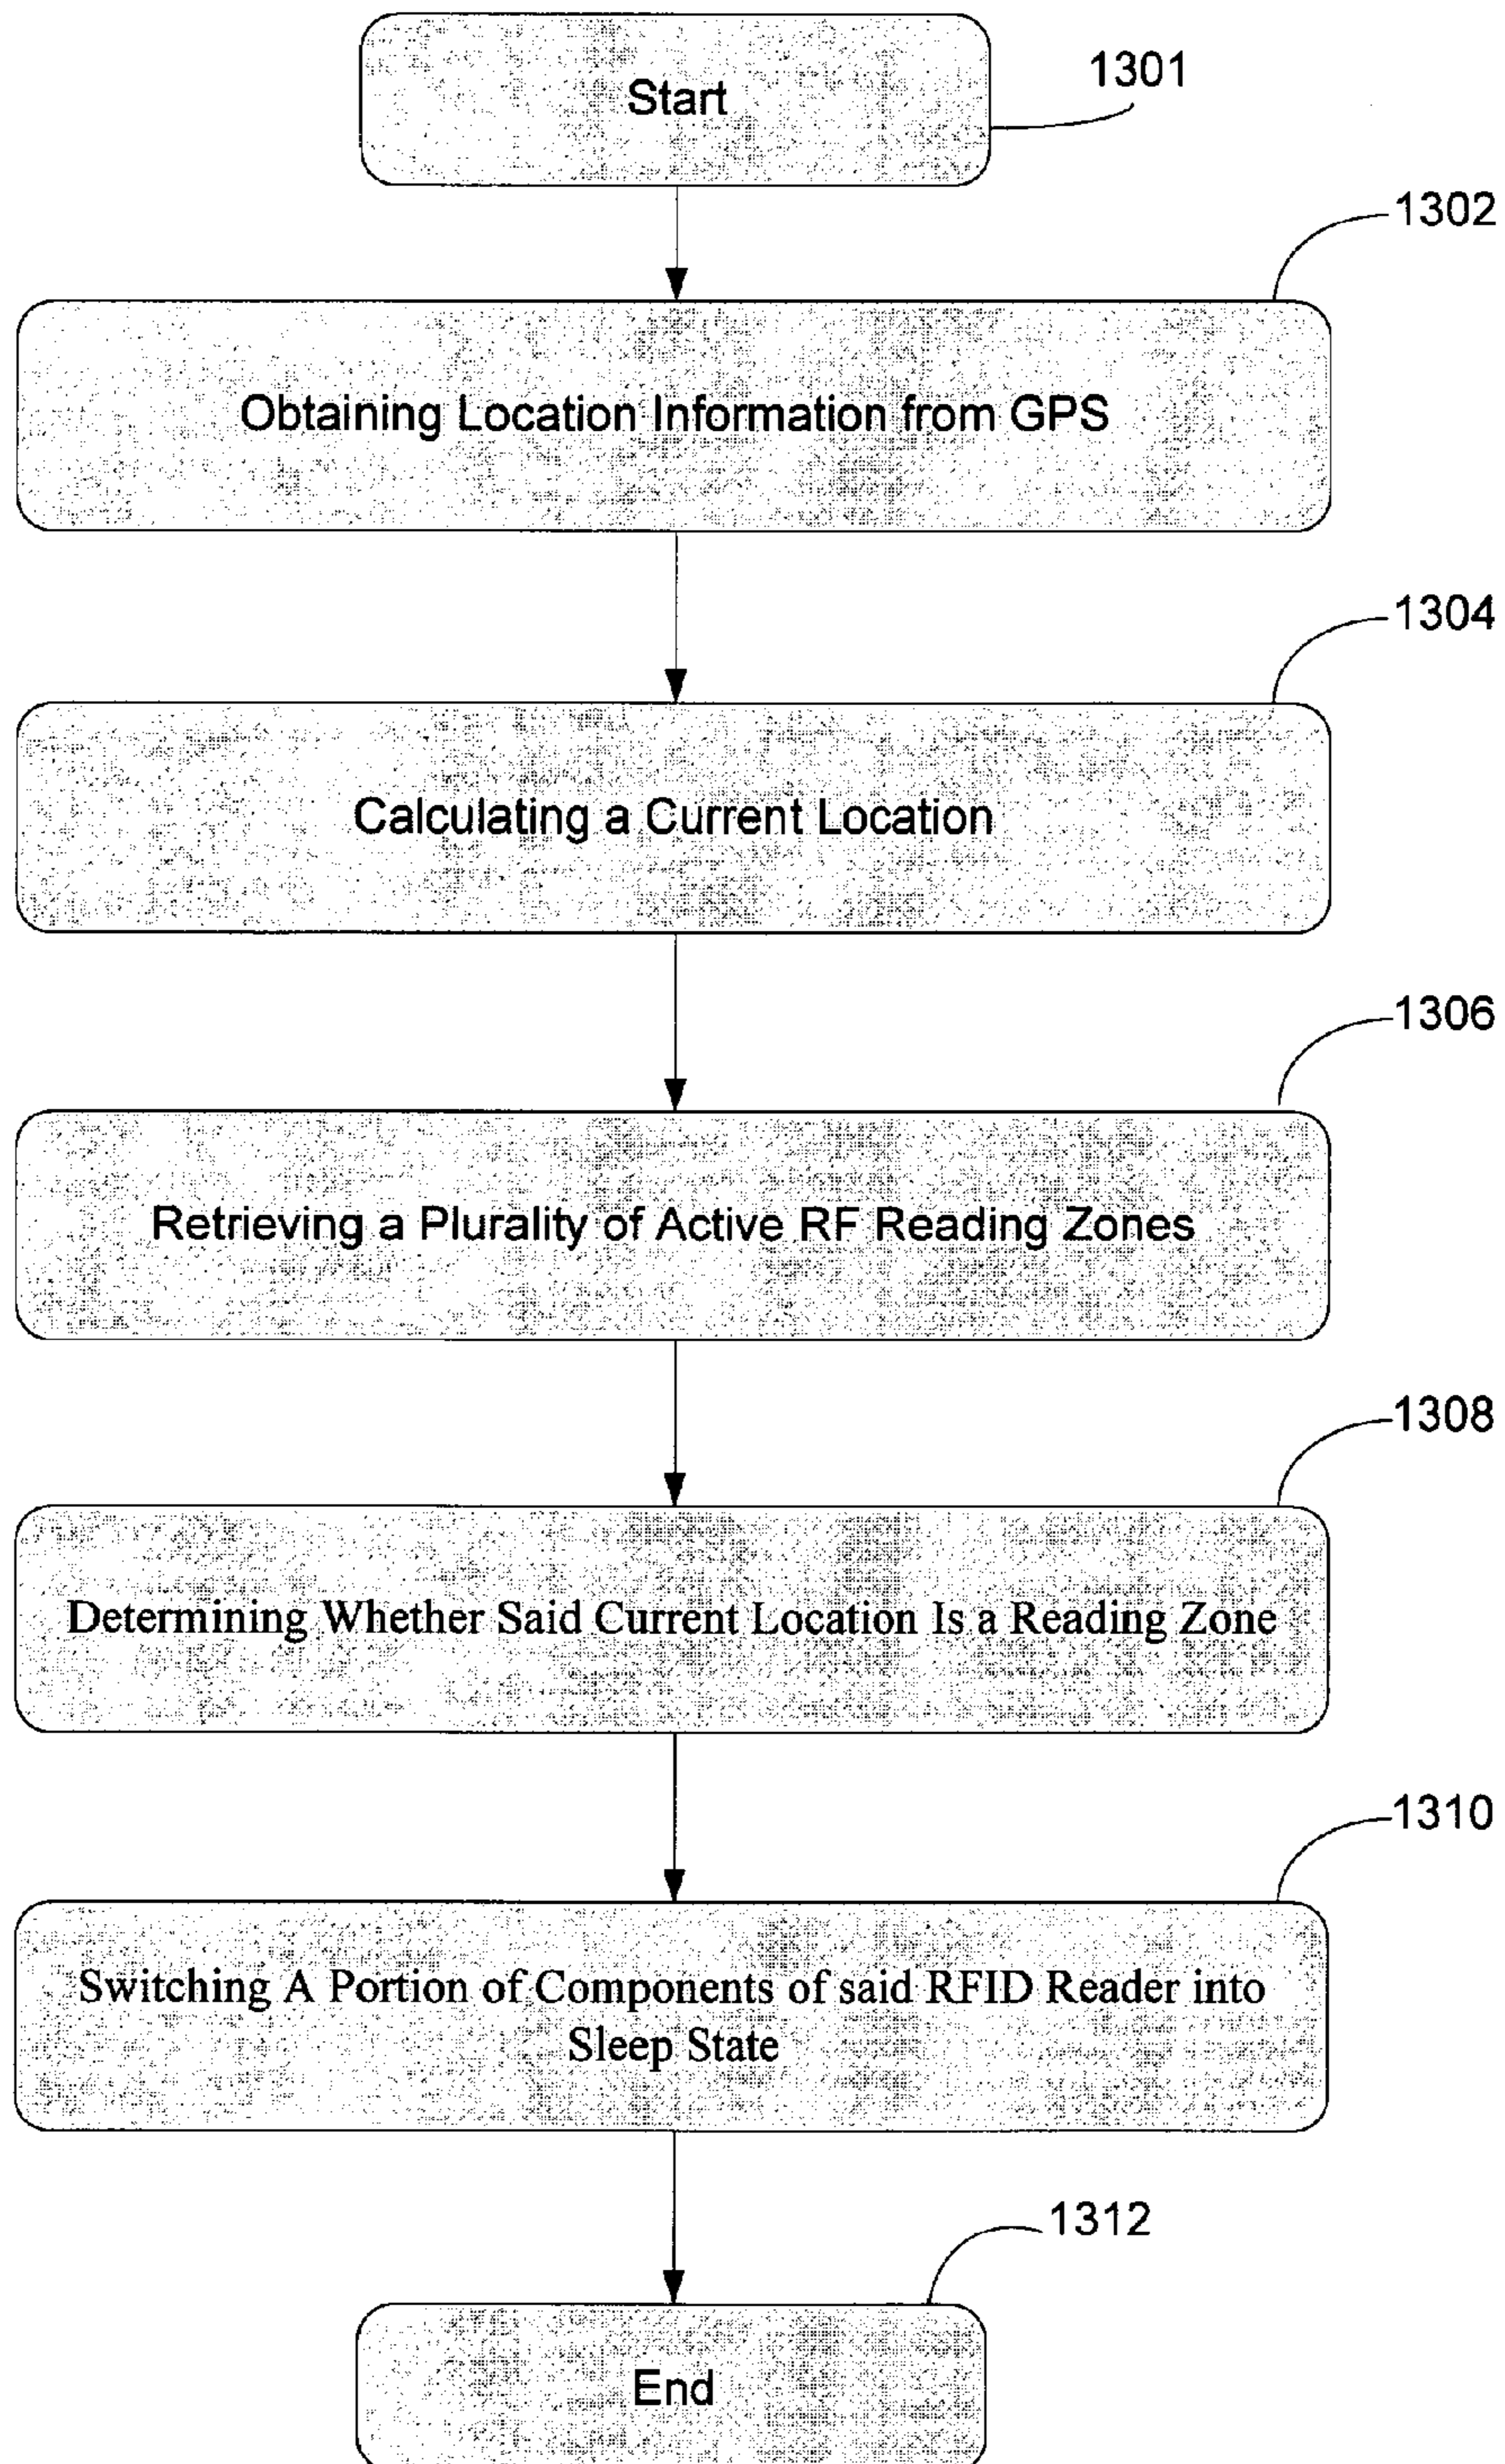 Start
1301
1302
Obtaining Location Information from GPS
1304
Calculating a Current Location
1306
Retrieving a Plurality of Active RF Reading Zones
1308
Determining Whether Said Current Location Is a Reading Zone
1310
Switching A Portion of Components of said RFID Reader into
Sleep State
1312
End